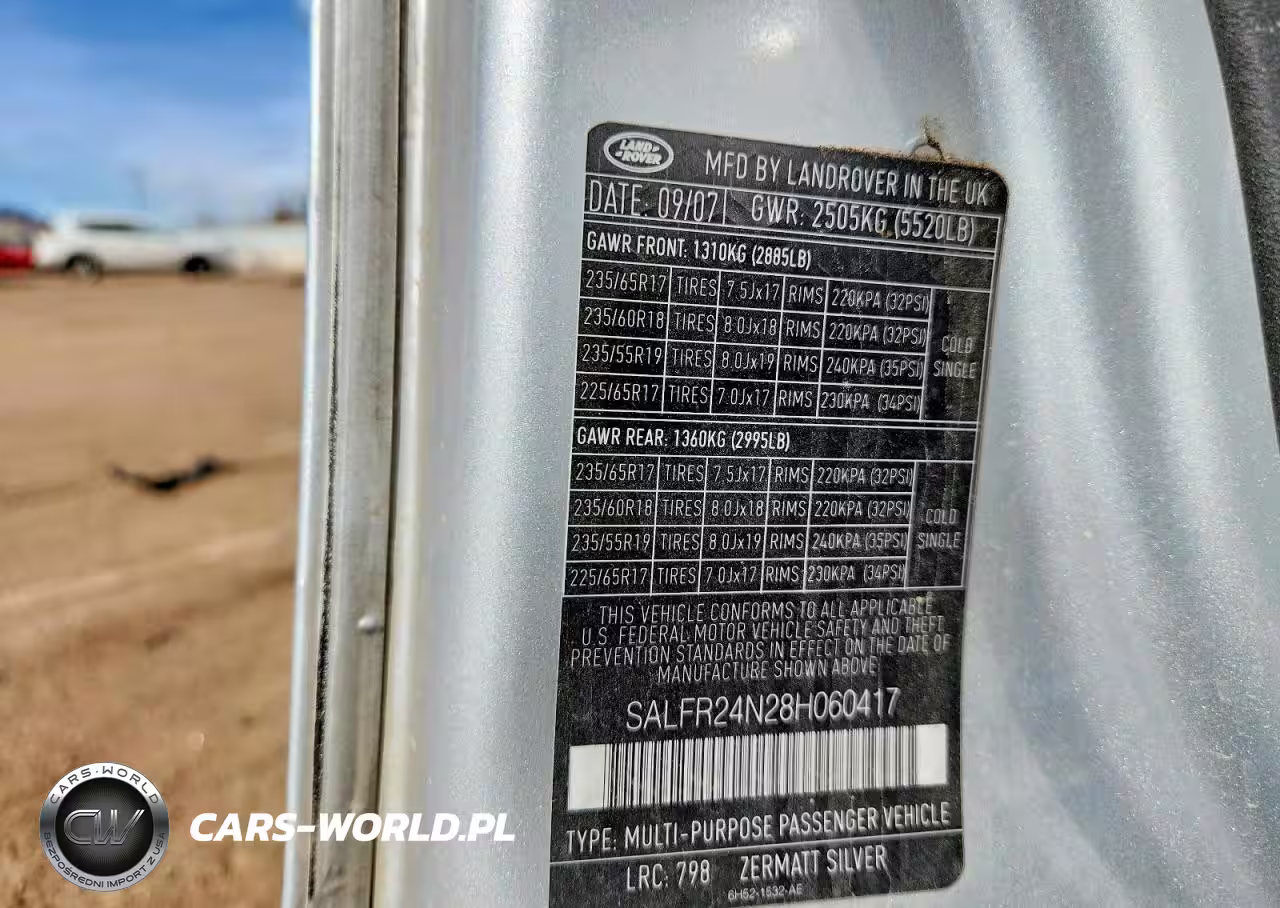 LAND ROVER
MFD BY LANDROVER IN THE UK
DATE. 09/07 GWR: 2505KG (5520LB)
GAWR FRONT: 1310KG (2885LB)
235/65R17 TIRES 7.5Jx17 RIMS 220KPA (32PSI)
235/60R18 TIRES 8.0Jx18 RIMS 220KPA (32PSI)
235/55R19 TIRES 8.0Jx19 RIMS 240KPA (35PSI)
225/65R17 TIRES 7.0Jx17 RIMS 230KPA (34PSI)
COLD
SINGLE
GAWR REAR: 1360KG (2995LB)
235/65R17 TIRES 7.5Jx17 RIMS 220KPA (32PSI)
235/60R18 TIRES 8.0Jx18 RIMS 220KPA (32PSI)
235/55R19 TIRES 8.0Jx19 RIMS 240KPA (35PSI)
225/65R17 TIRES 7.0Jx17 RIMS 230KPA (34PSI)
COLD
SINGLE
THIS VEHICLE CONFORMS TO ALL APPLICABLE
U.S. FEDERAL MOTOR VEHICLE SAFETY AND THEFT
PREVENTION STANDARDS IN EFFECT ON THE DATE OF
MANUFACTURE SHOWN ABOVE
SALFR24N28H060417
TYPE: MULTI-PURPOSE PASSENGER VEHICLE
LRC: 798 ZERMATT SILVER
6H52-1532-AE
CARS-WORLD
CW
BEZPOŚREDNI IMPORT Z USA
CARS-WORLD.PL